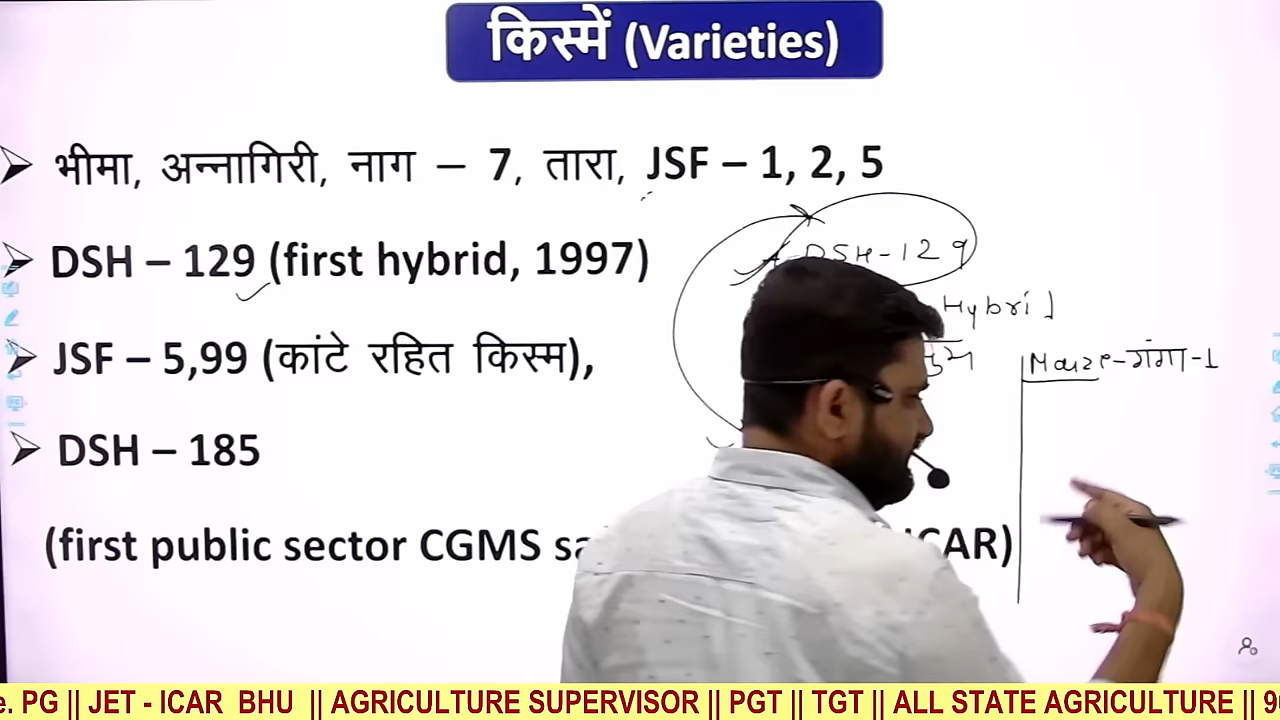 किस्में (Varieties)
भीमा, अन्नागिरी, नाग – 7, तारा, JSF – 1, 2, 5
DSH – 129 (first hybrid, 1997)
A-DSH-129
Hybrid
JSF – 5,99 (कांटे रहित किस्म),
Maize-गंगा-1
DSH – 185
(first public sector CGMS ICAR)
PG || JET - ICAR BHU || AGRICULTURE SUPERVISOR || PGT || TGT || ALL STATE AGRICULTURE ||